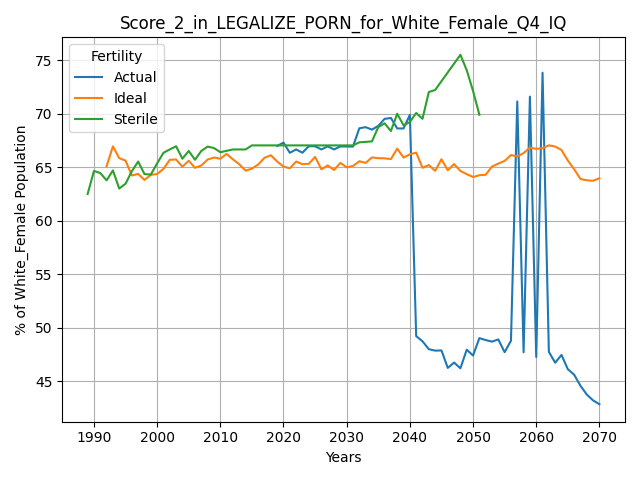 Score_2_in_LEGALIZE_PORN_for_White_Female_Q4_IQ
Fertility
Actual
Ideal
Sterile
% of White_Female Population
75
70
65
60
55
50
45
1990 2000 2010 2020 2030 2040 2050 2060 2070
Years